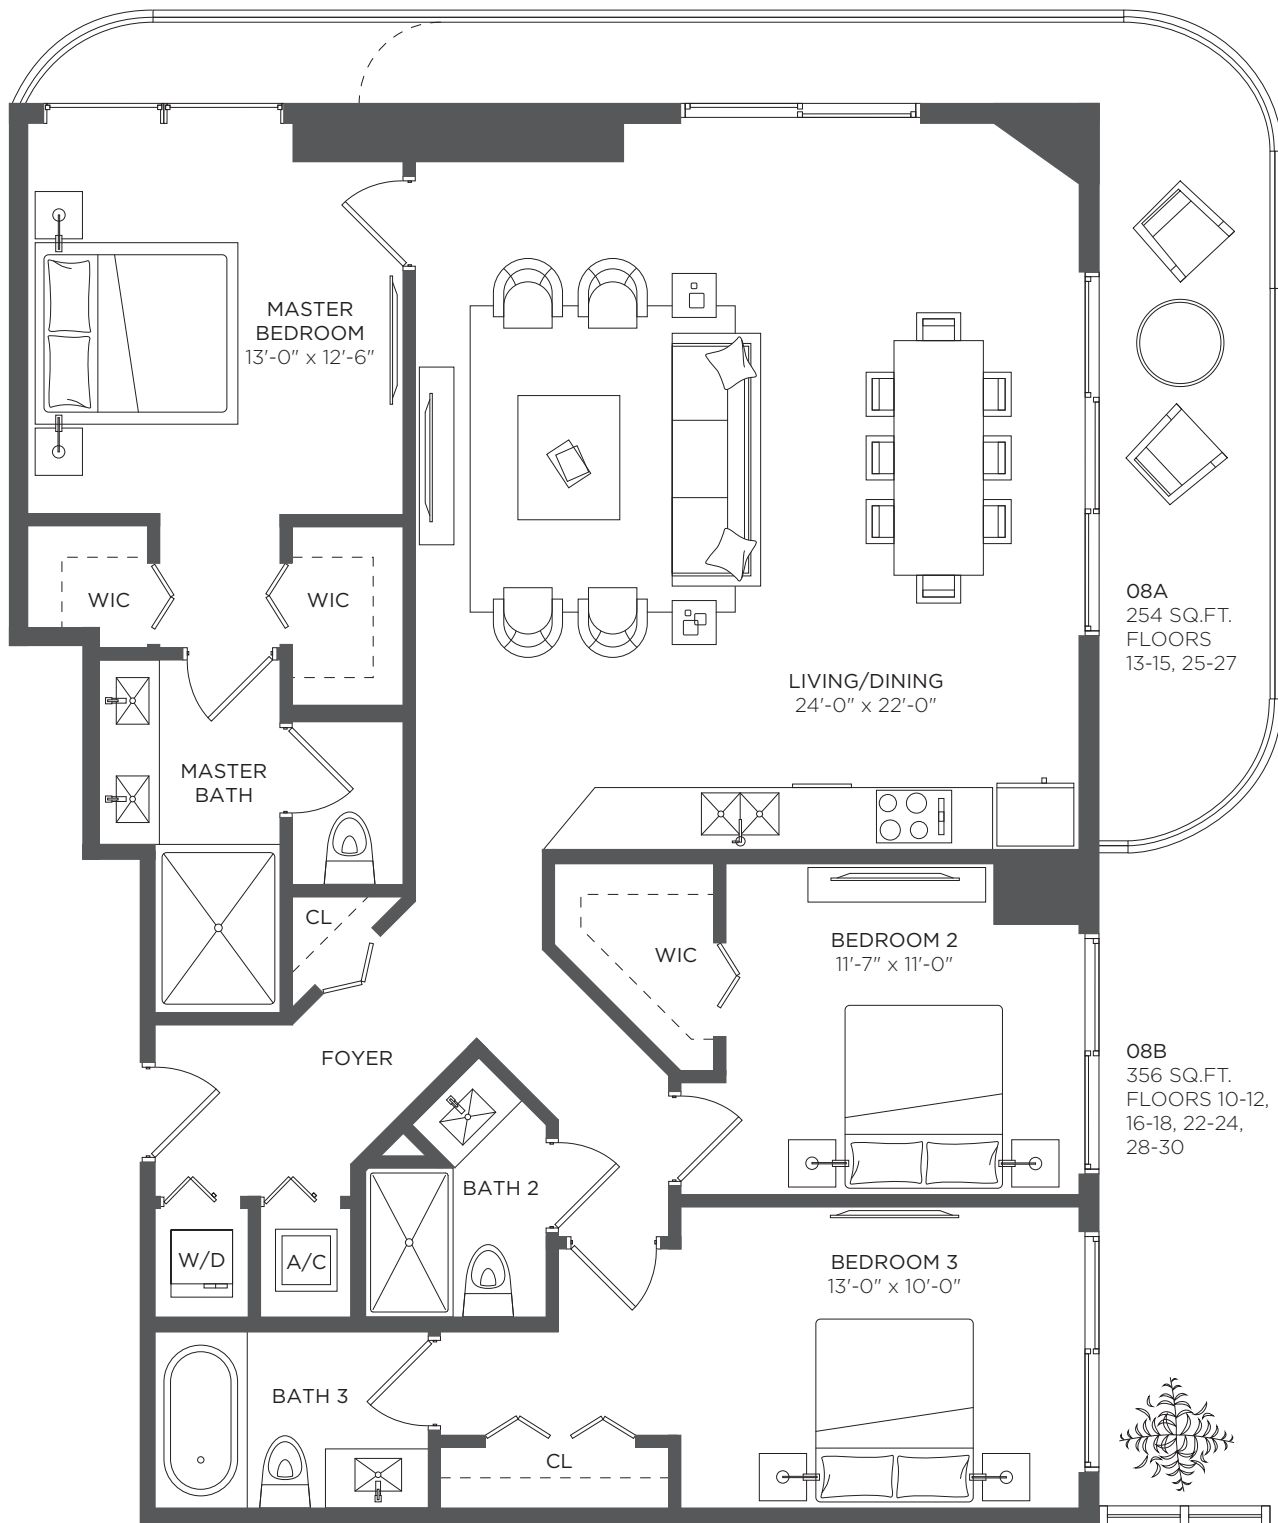 MASTER
BEDROOM
13'-0" x 12'-6"
WIC
WIC
08A
254 SQ.FT.
FLOORS
13-15, 25-27
LIVING/DINING
24'-0" x 22'-0"
MASTER
BATH
CL
WIC
BEDROOM 2
11'-7" x 11'-0"
FOYER
08B
356 SQ.FT.
FLOORS 10-12,
16-18, 22-24,
28-30
BATH 2
W/D
A/C
BEDROOM 3
13'-0" x 10'-0"
BATH 3
CL